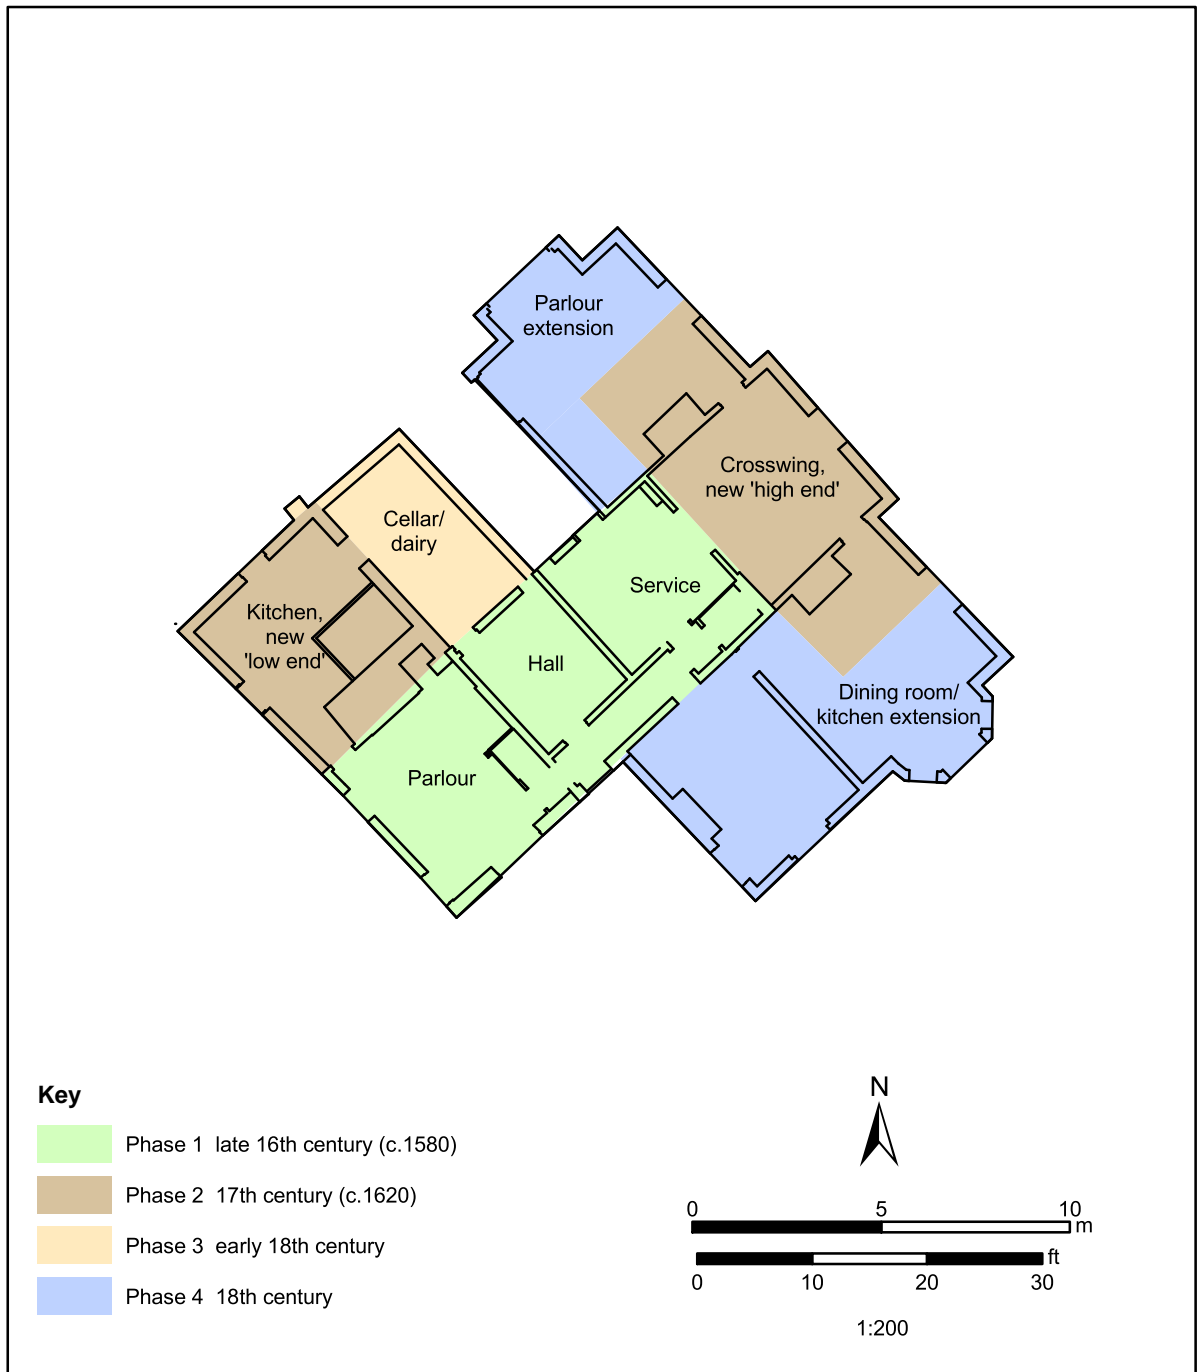 Parlour
extension
Crosswing,
new 'high end'
Cellar/
dairy
Service
Kitchen,
new
'low end'
Hall
Dining room/
kitchen extension
Parlour
Key
Phase 1 late 16th century (c.1580)
Phase 2 17th century (c.1620)
Phase 3 early 18th century
Phase 4 18th century
N
0 5 10
m
ft
0 10 20 30
1:200